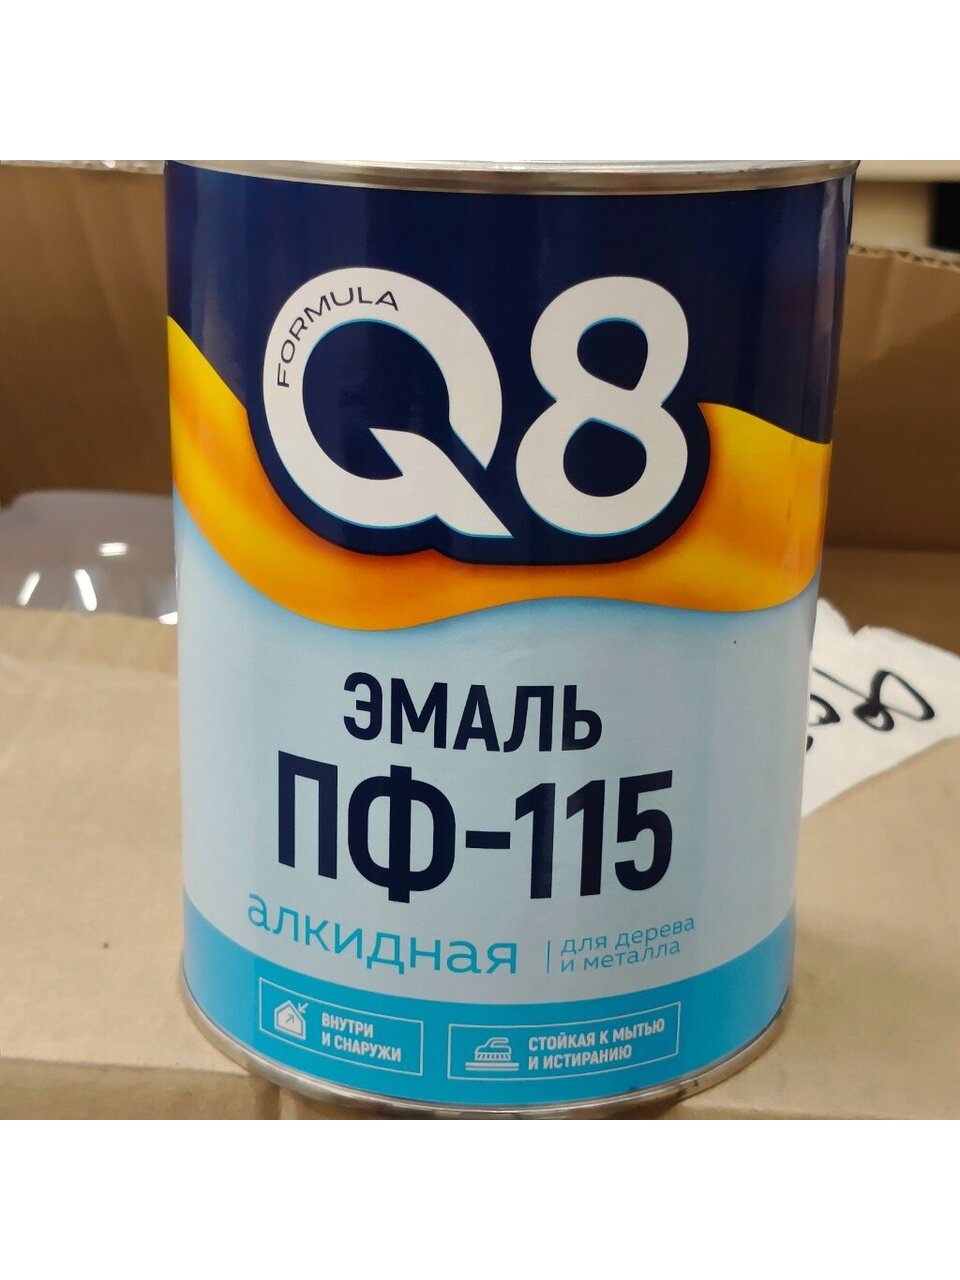 FORMULA
Q8
ЭМАЛЬ
ПФ-115
алкидная
для дерева
и металла
ВНУТРИ
И СНАРУЖИ
СТОЙКАЯ К МЫТЬЮ
И ИСТИРАНИЮ